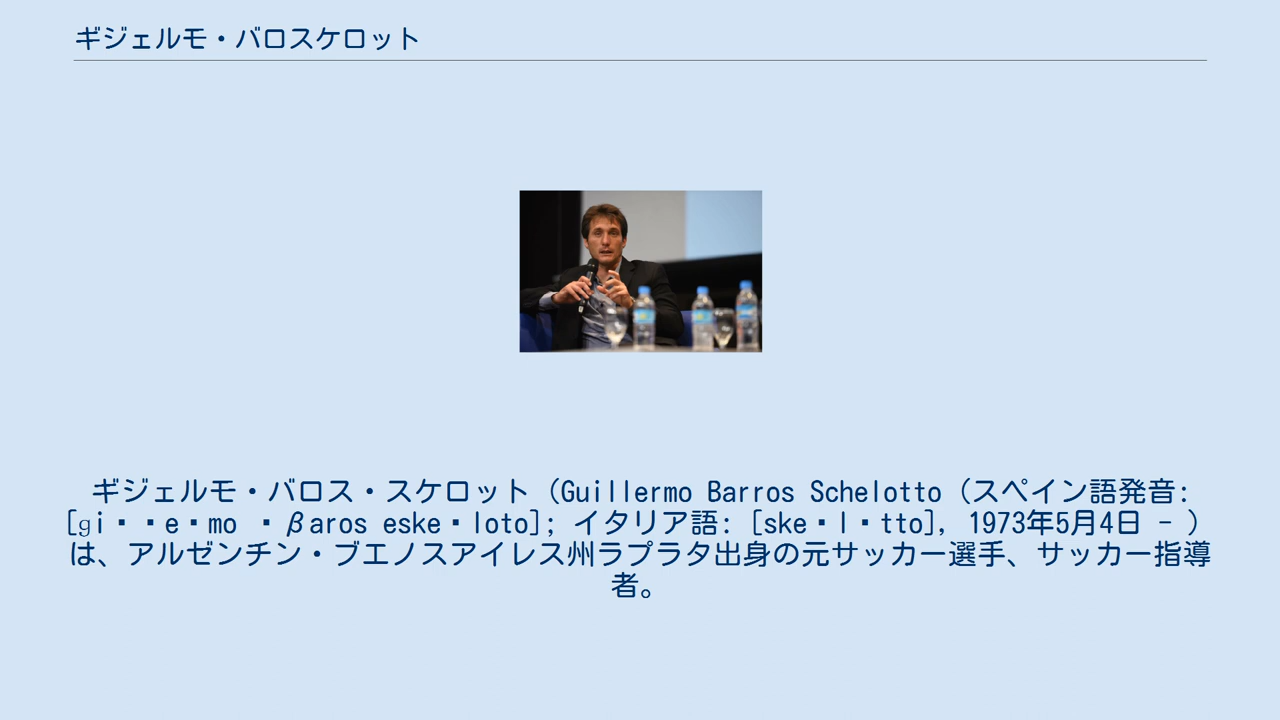 ギジェルモ・バロスケロット
ギジェルモ・バロス・スケロット（Guillermo Barros Schelotto（スペイン語発音:
[ɡi▪▪e▪mo ▪βaros eske▪loto]; イタリア語: [ske▪l▪tto], 1973年5月4日 - ）
は、アルゼンチン・ブエノスアイレス州ラプラタ出身の元サッカー選手、サッカー指導
者。